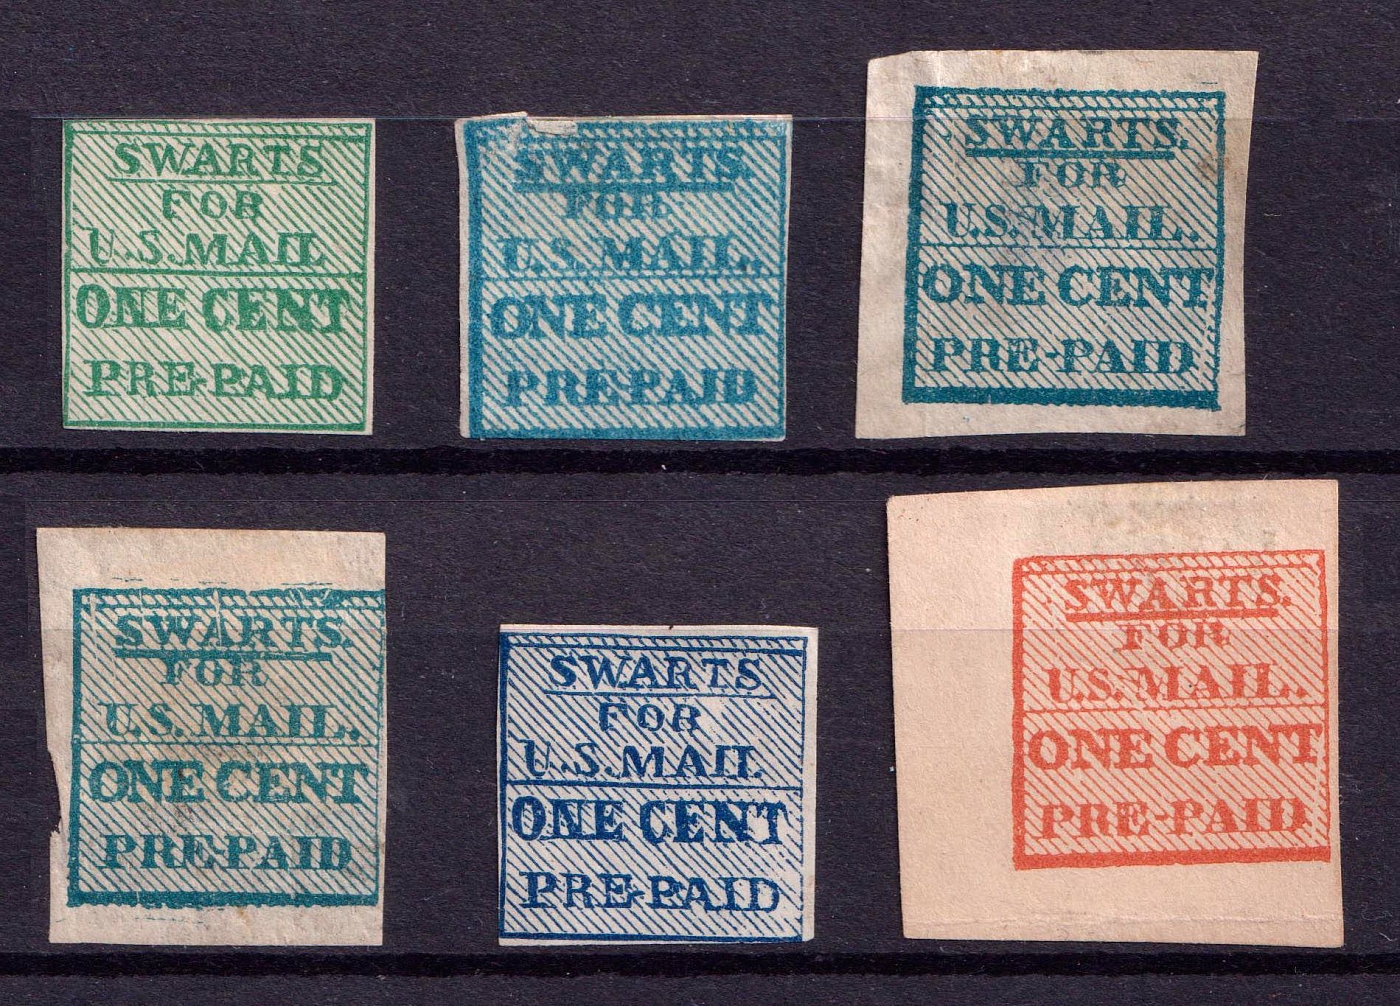 SWARTS
FOR
U.S.MAIL
ONE CENT
PRE-PAID
SWARTS.
FOR
U.S.MAIL.
ONE CENT
PRE-PAID
SWARTS.
FOR
U.S.MAIL.
ONE CENT
PRE-PAID
SWARTS.
FOR
U.S.MAIL.
ONE CENT
PRE-PAID
SWARTS
FOR
U.S.MAIL.
ONE CENT
PRE-PAID
SWARTS.
FOR
U.S.MAIL.
ONE CENT
PRE-PAID